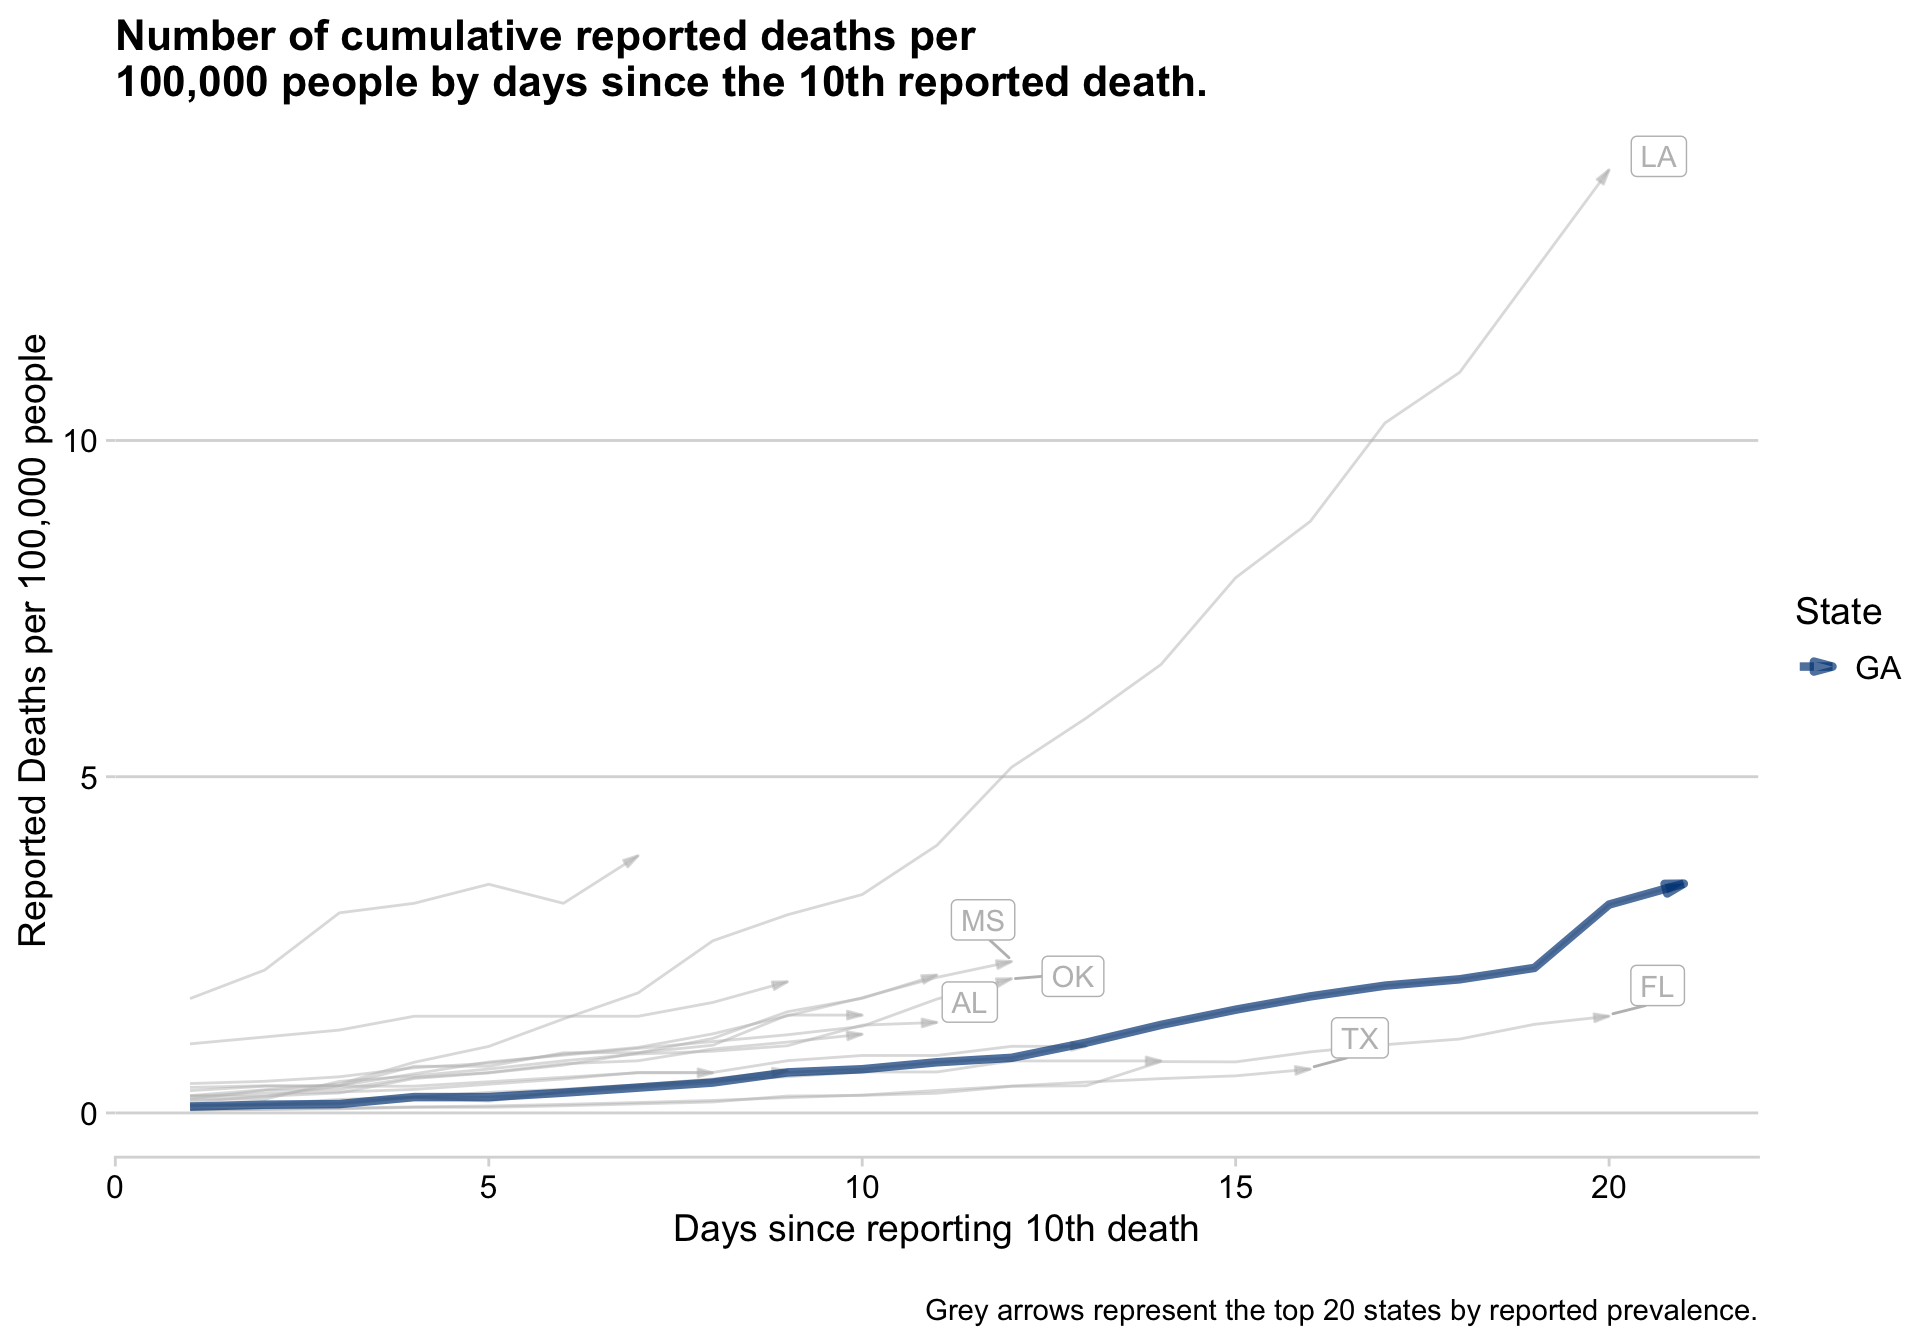 Number of cumulative reported deaths per
100,000 people by days since the 10th reported death.
LA
Reported Deaths per 100,000 people
10
5
0
MS
OK
AL
FL
TX
State
GA
0
5
10
15
20
Days since reporting 10th death
Grey arrows represent the top 20 states by reported prevalence.